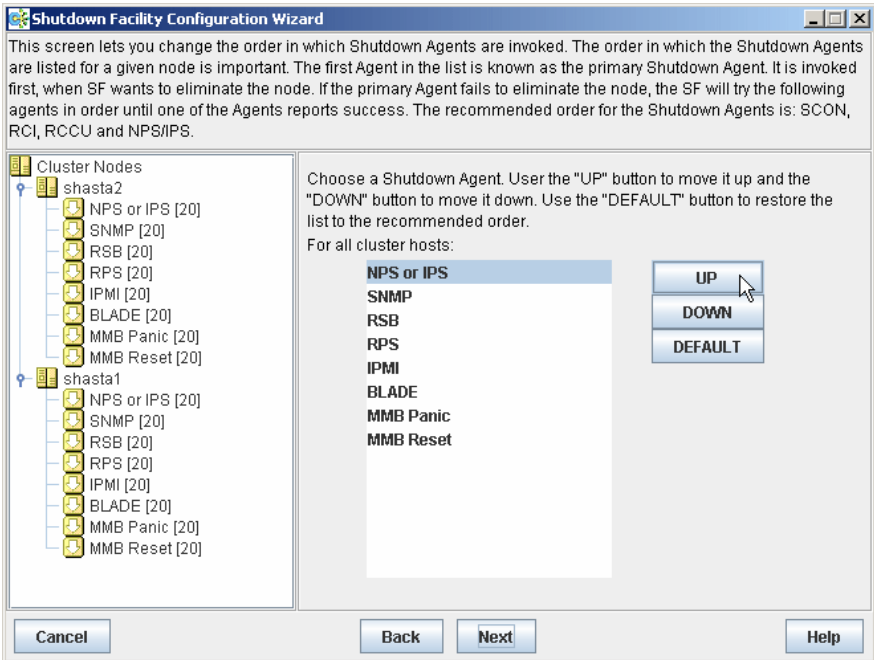 Shutdown Facility Configuration Wizard
This screen lets you change the order in which Shutdown Agents are invoked. The order in which the Shutdown Agents
are listed for a given node is important. The first Agent in the list is known as the primary Shutdown Agent. It is invoked
first, when SF wants to eliminate the node. If the primary Agent fails to eliminate the node, the SF will try the following
agents in order until one of the Agents reports success. The recommended order for the Shutdown Agents is: SCON,
RCI, RCCU and NPS/IPS.
Cluster Nodes
shasta2
NPS or IPS [20]
SNMP [20]
RSB [20]
RPS [20]
IPMI [20]
BLADE [20]
MMB Panic [20]
MMB Reset [20]
shasta1
NPS or IPS [20]
SNMP [20]
RSB [20]
RPS [20]
IPMI [20]
BLADE [20]
MMB Panic [20]
MMB Reset [20]
Choose a Shutdown Agent. User the "UP" button to move it up and the
"DOWN" button to move it down. Use the "DEFAULT" button to restore the
list to the recommended order.
For all cluster hosts:
NPS or IPS
SNMP
RSB
RPS
IPMI
BLADE
MMB Panic
MMB Reset
UP
DOWN
DEFAULT
Cancel
Back
Next
Help